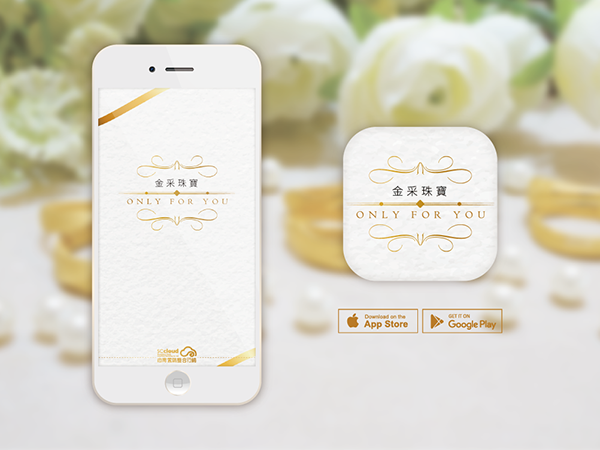 金采珠寶
ONLY FOR YOU
金采珠寶
ONLY FOR YOU
Download on the
App Store
GET IT ON
Google Play